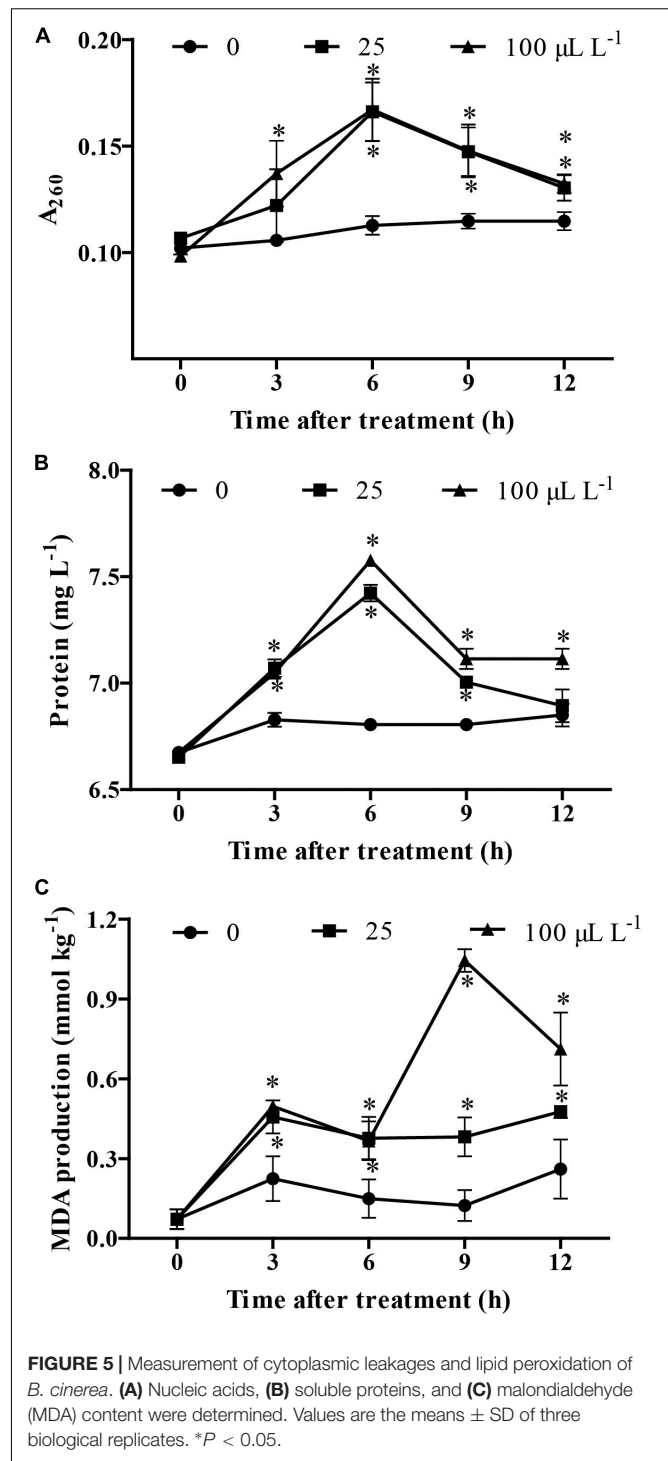 A
0 25 100 μL L⁻¹
0.20
0.15
0.10
A₂₆₀
* * * *
* * * *
0 3 6 9 12
Time after treatment (h)
B
0 25 100 μL L⁻¹
8.0
7.5
7.0
6.5
Protein (mg L⁻¹)
* * * *
* * *
0 3 6 9 12
Time after treatment (h)
C
0 25 100 μL L⁻¹
1.2
0.9
0.6
0.3
0.0
MDA production (mmol kg⁻¹)
* * * *
* * * *
0 3 6 9 12
Time after treatment (h)
FIGURE 5 | Measurement of cytoplasmic leakages and lipid peroxidation of
B. cinerea. (A) Nucleic acids, (B) soluble proteins, and (C) malondialdehyde
(MDA) content were determined. Values are the means ± SD of three
biological replicates. *P < 0.05.